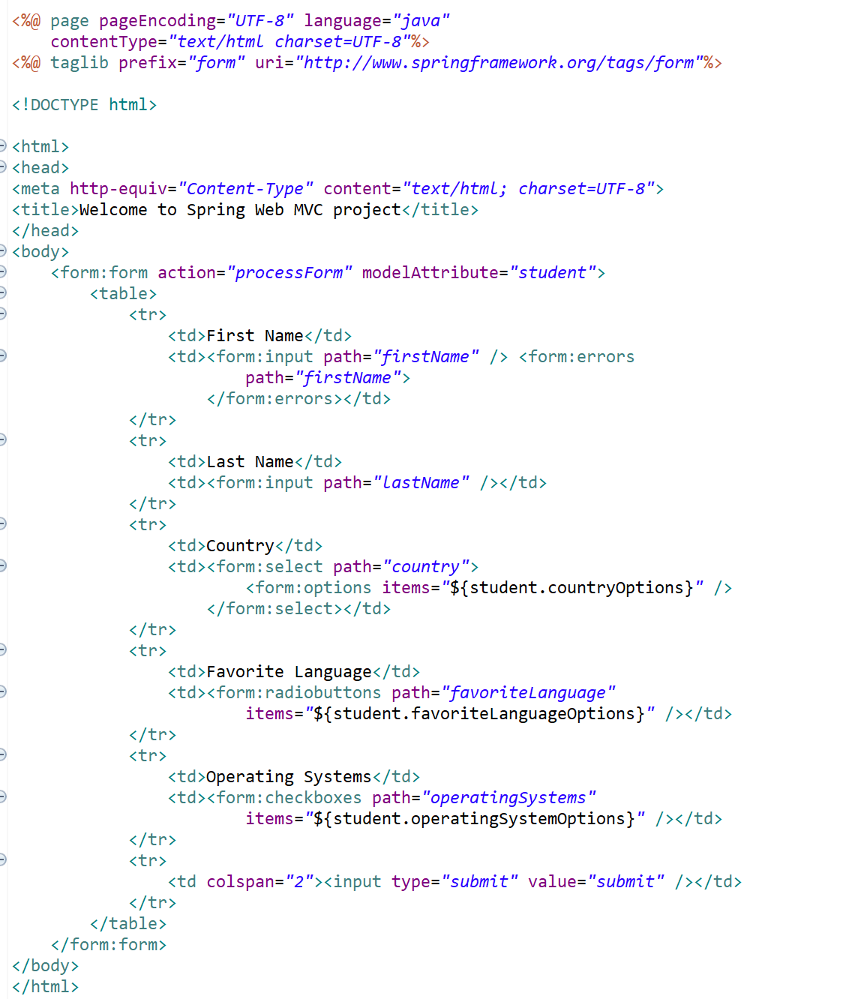 <%@ page pageEncoding="UTF-8" language="java"
    contentType="text/html charset=UTF-8"%>
<%@ taglib prefix="form" uri="http://www.springframework.org/tags/form"%>

<!DOCTYPE html>

<html>
<head>
<meta http-equiv="Content-Type" content="text/html; charset=UTF-8">
<title>Welcome to Spring Web MVC project</title>
</head>
<body>
    <form:form action="processForm" modelAttribute="student">
        <table>
            <tr>
                <td>First Name</td>
                <td><form:input path="firstName" /> <form:errors
                        path="firstName">
                    </form:errors></td>
            </tr>
            <tr>
                <td>Last Name</td>
                <td><form:input path="lastName" /></td>
            </tr>
            <tr>
                <td>Country</td>
                <td><form:select path="country">
                        <form:options items="${student.countryOptions}" />
                    </form:select></td>
            </tr>
            <tr>
                <td>Favorite Language</td>
                <td><form:radiobuttons path="favoriteLanguage"
                        items="${student.favoriteLanguageOptions}" /></td>
            </tr>
            <tr>
                <td>Operating Systems</td>
                <td><form:checkboxes path="operatingSystems"
                        items="${student.operatingSystemOptions}" /></td>
            </tr>
            <tr>
                <td colspan="2"><input type="submit" value="submit" /></td>
            </tr>
        </table>
    </form:form>
</body>
</html>